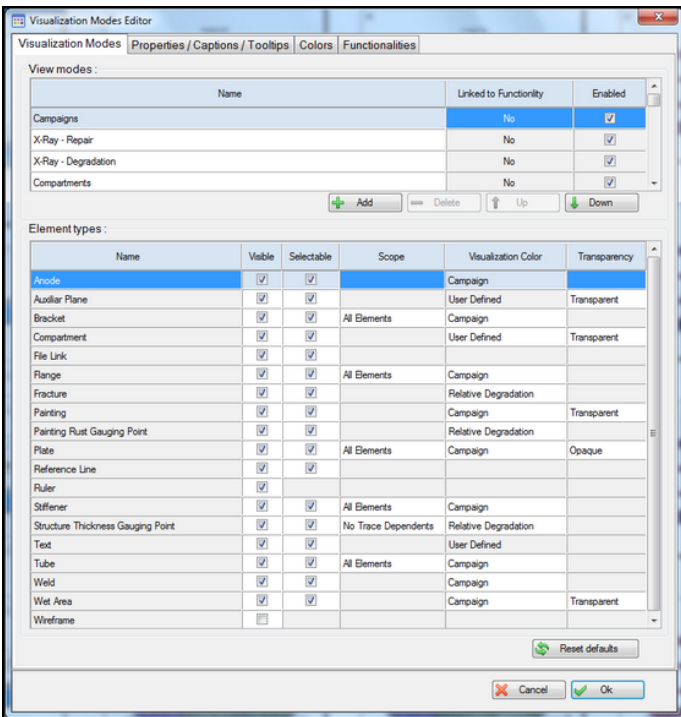 Visualization Modes Editor
Visualization Modes Properties / Captions / Tooltips Colors Functionalities
View modes :
Name Linked to Functionlity Enabled
Campaigns No
X-Ray - Repair No
X-Ray - Degradation No
Compartments No
Add Delete Up Down
Element types :
Name Visible Selectable Scope Visualization Color Transparency
Anode Campaign
Auxiliar Plane User Defined Transparent
Bracket All Elements Campaign
Compartment User Defined Transparent
File Link
Flange All Elements Campaign
Fracture Relative Degradation
Painting Campaign Transparent
Painting Rust Gauging Point Relative Degradation
Plate All Elements Campaign Opaque
Reference Line
Ruler
Stiffener All Elements Campaign
Structure Thickness Gauging Point No Trace Dependents Relative Degradation
Text User Defined
Tube All Elements Campaign
Weld Campaign
Wet Area Campaign Transparent
Wireframe
Reset defaults
Cancel Ok